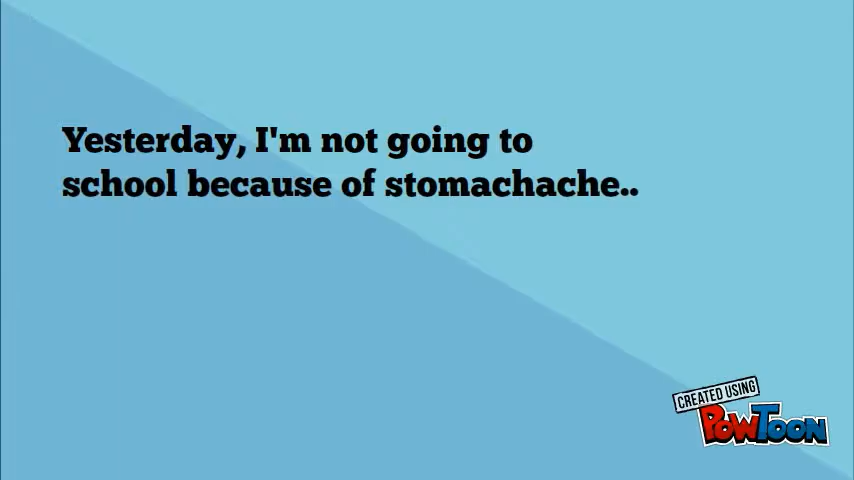 Yesterday, I'm not going to
school because of stomachache..
CREATED USING
POWTOON